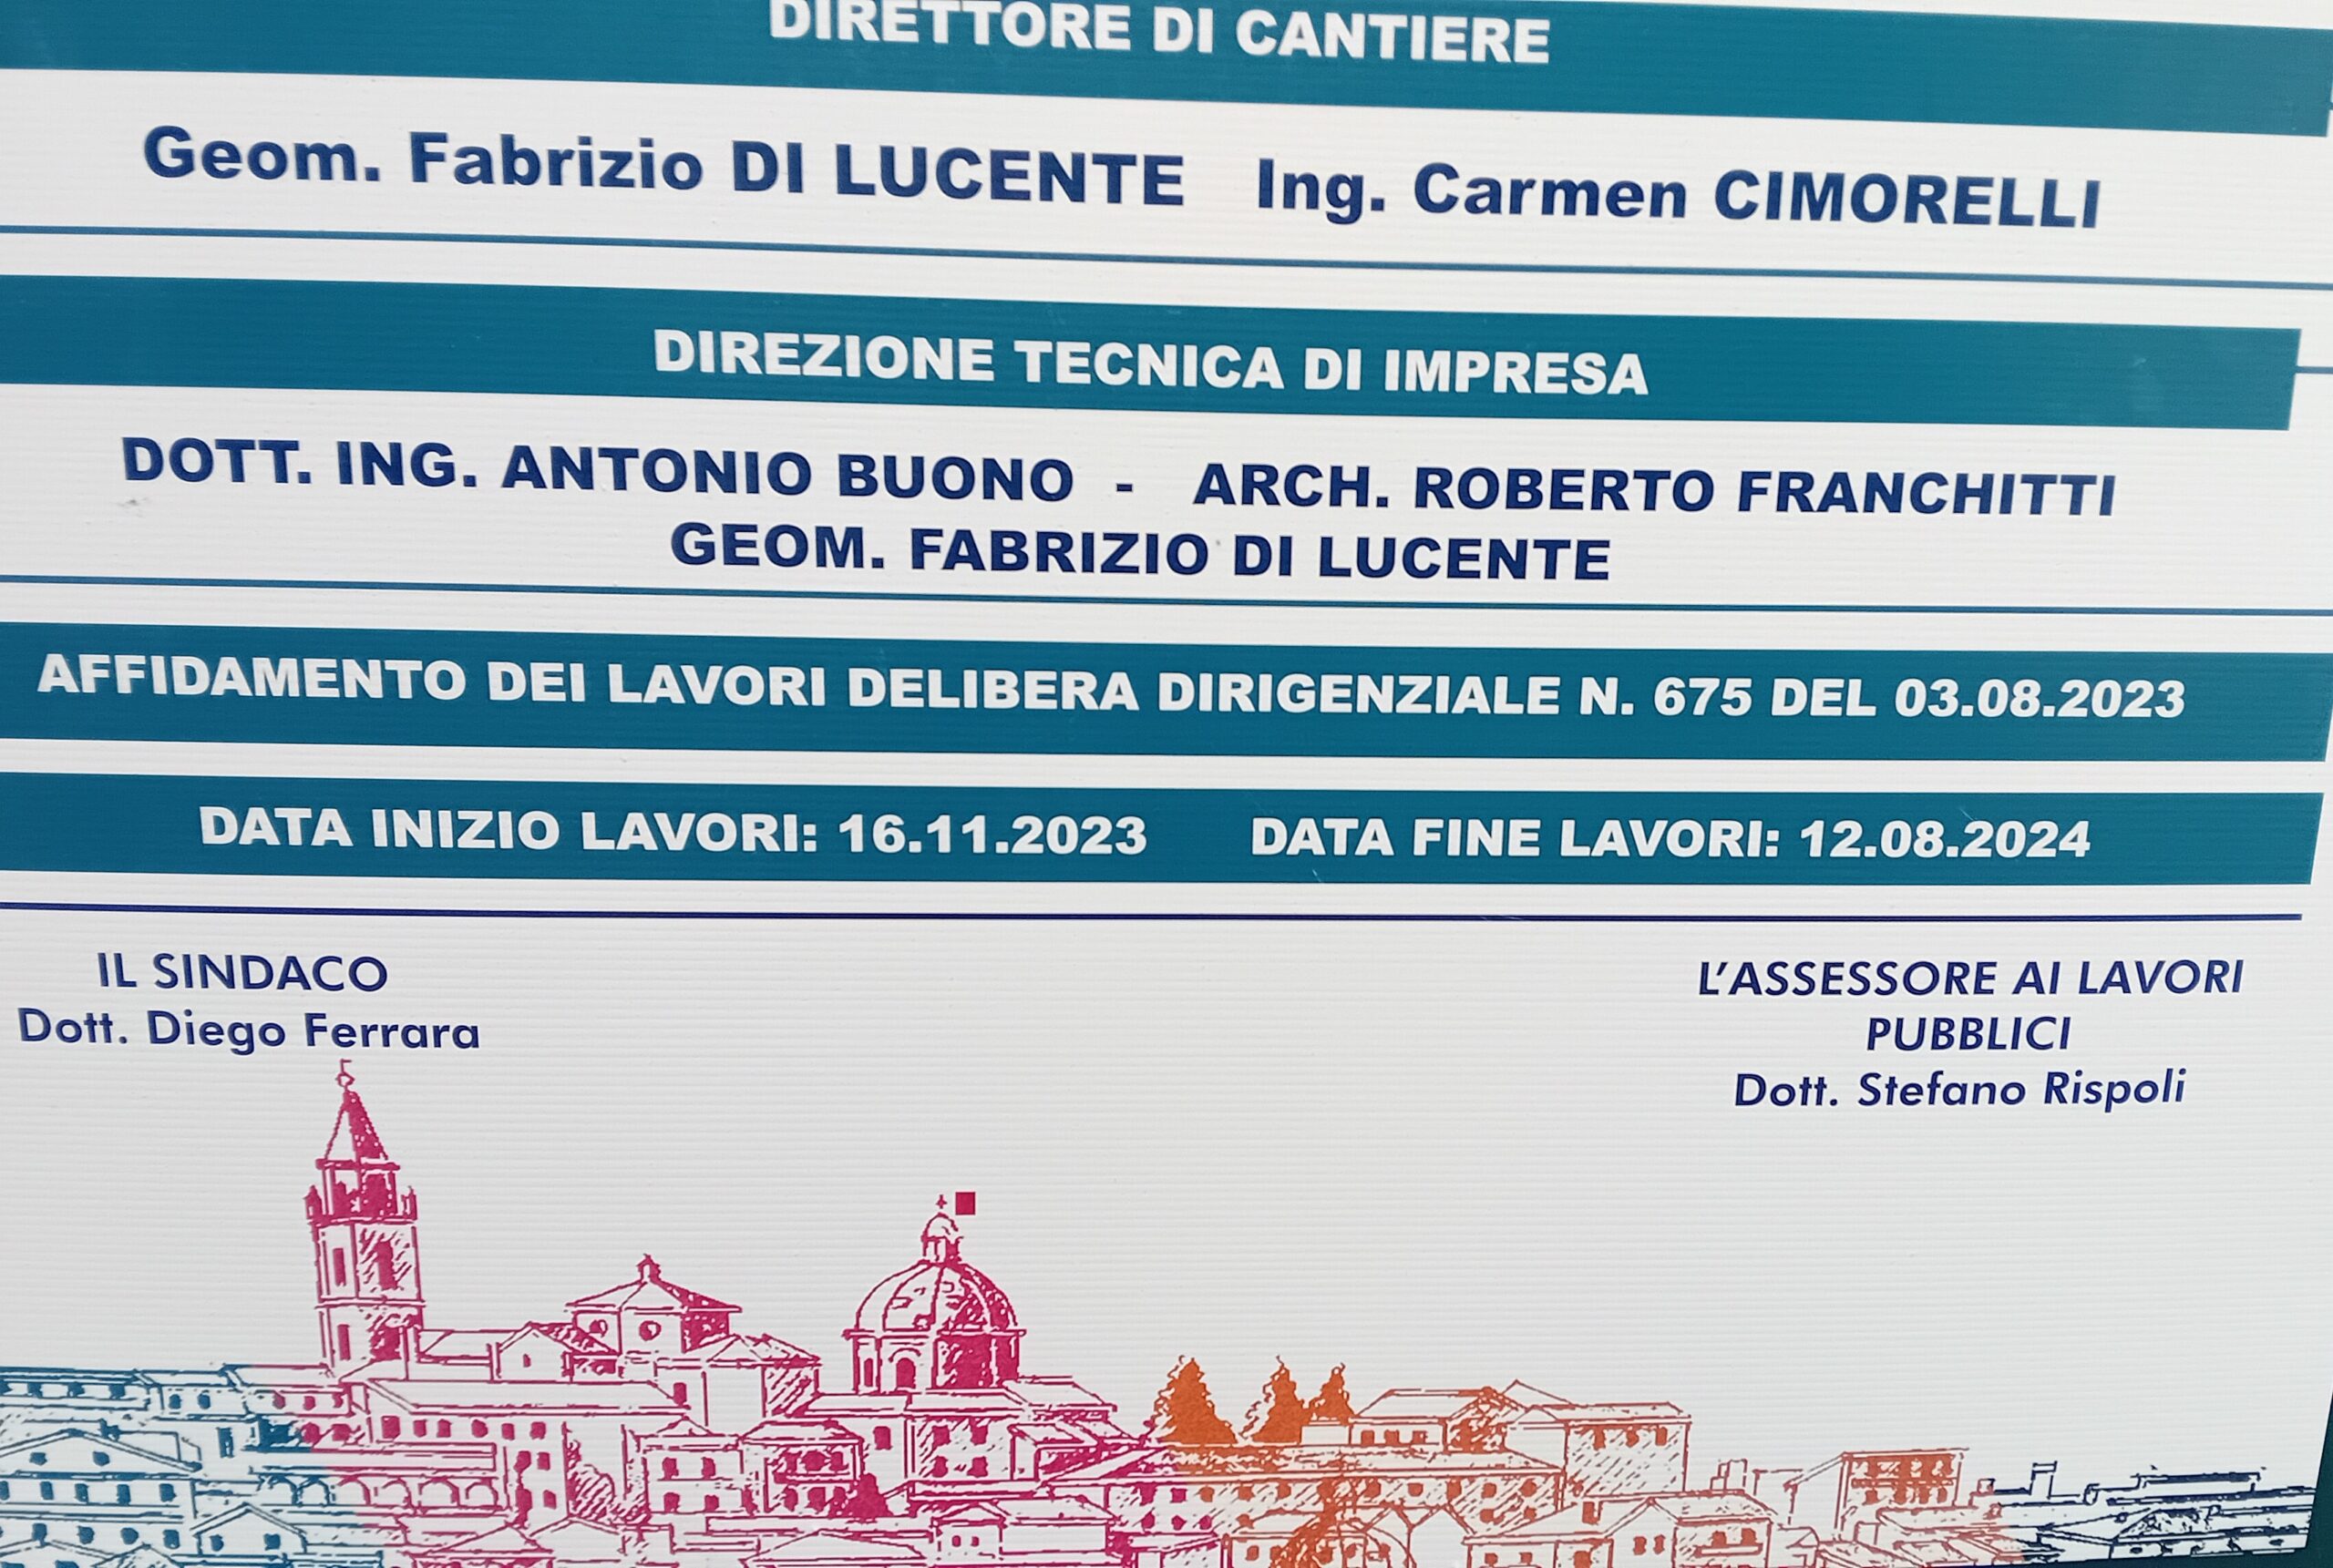 DIRETTORE DI CANTIERE
Geom. Fabrizio DI LUCENTE Ing. Carmen CIMORELLI
DIREZIONE TECNICA DI IMPRESA
DOTT. ING. ANTONIO BUONO - ARCH. ROBERTO FRANCHITTI
GEOM. FABRIZIO DI LUCENTE
AFFIDAMENTO DEI LAVORI DELIBERA DIRIGENZIALE N. 675 DEL 03.08.2023
DATA INIZIO LAVORI: 16.11.2023 DATA FINE LAVORI: 12.08.2024
IL SINDACO
Dott. Diego Ferrara
L'ASSESSORE AI LAVORI
PUBBLICI
Dott. Stefano Rispoli